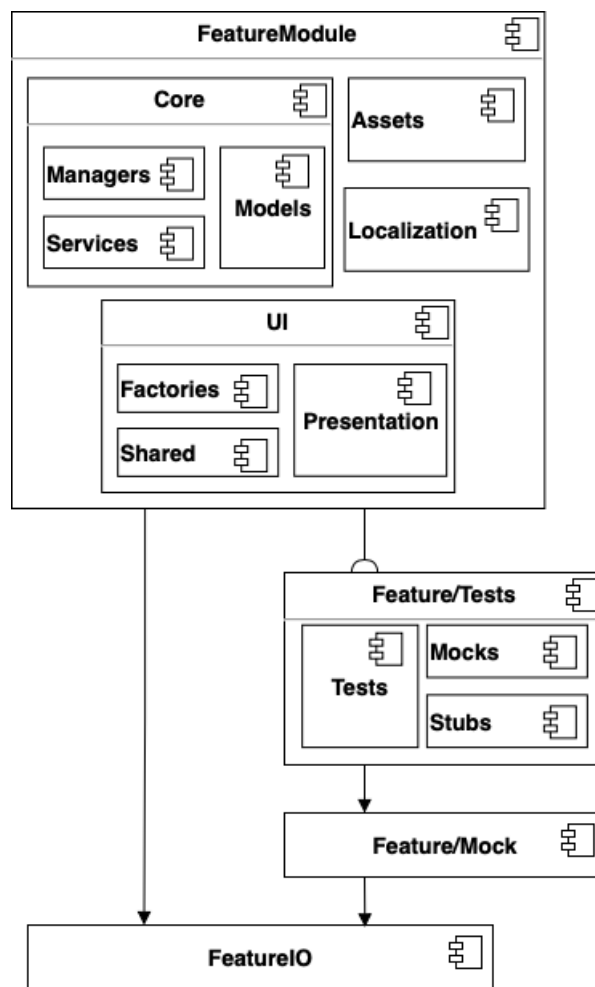 FeatureModule
Core
Assets
Managers
Models
Services
Localization
UI
Factories
Presentation
Shared
Feature/Tests
Tests
Mocks
Stubs
Feature/Mock
FeatureIO